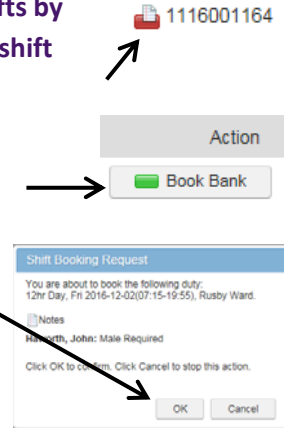 fts by
shift
1116001164
Action
Book Bank
Shift Booking Request
You are about to book the following duty:
12hr Day, Fri 2016-12-02(07:15-19:55), Rusby Ward.
Notes
Haworth, John: Male Required
Click OK to confirm. Click Cancel to stop this action.
OK Cancel